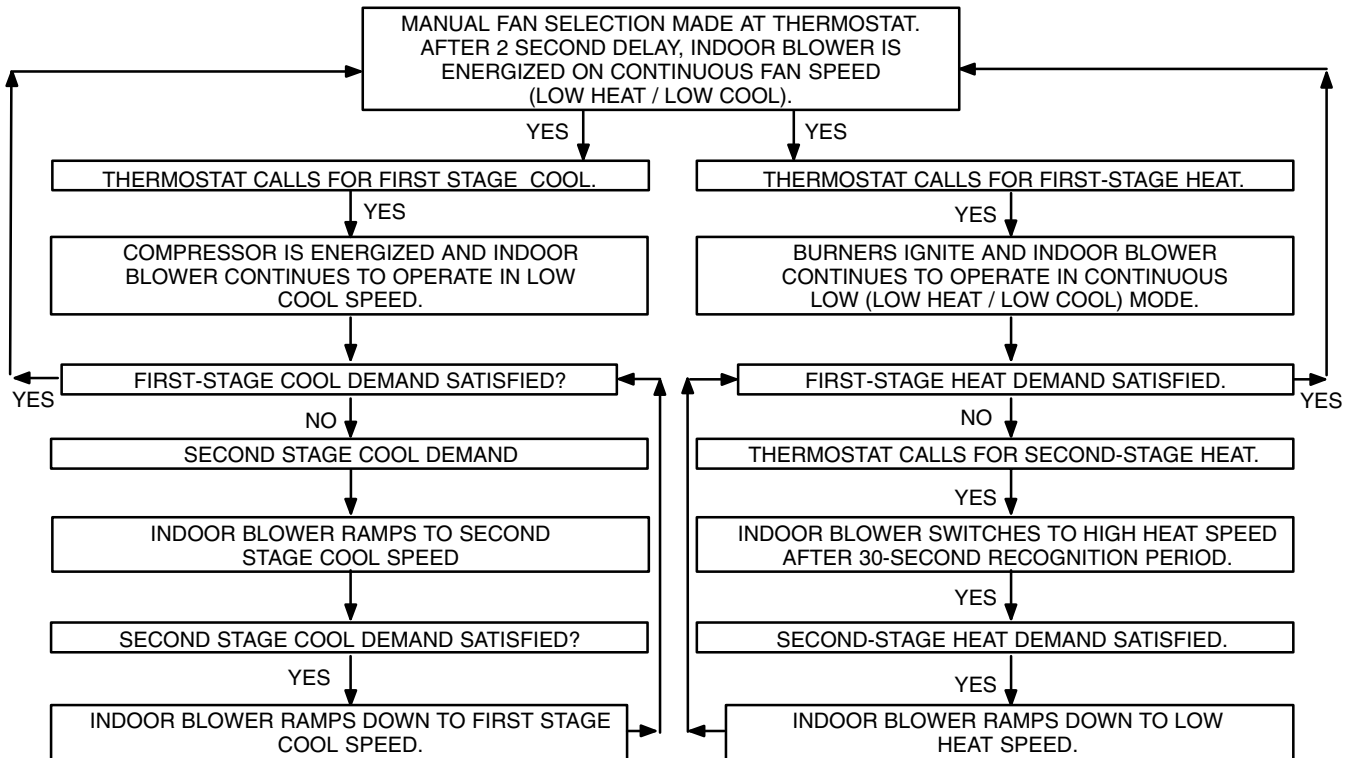 MANUAL FAN SELECTION MADE AT THERMOSTAT.
AFTER 2 SECOND DELAY, INDOOR BLOWER IS
ENERGIZED ON CONTINUOUS FAN SPEED
(LOW HEAT / LOW COOL).
YES
YES
THERMOSTAT CALLS FOR FIRST STAGE COOL.
YES
COMPRESSOR IS ENERGIZED AND INDOOR
BLOWER CONTINUES TO OPERATE IN LOW
COOL SPEED.
FIRST-STAGE COOL DEMAND SATISFIED?
YES
NO
SECOND STAGE COOL DEMAND
INDOOR BLOWER RAMPS TO SECOND
STAGE COOL SPEED
SECOND STAGE COOL DEMAND SATISFIED?
YES
INDOOR BLOWER RAMPS DOWN TO FIRST STAGE
COOL SPEED.
THERMOSTAT CALLS FOR FIRST-STAGE HEAT.
YES
BURNERS IGNITE AND INDOOR BLOWER
CONTINUES TO OPERATE IN CONTINUOUS
LOW (LOW HEAT / LOW COOL) MODE.
FIRST-STAGE HEAT DEMAND SATISFIED.
YES
NO
THERMOSTAT CALLS FOR SECOND-STAGE HEAT.
YES
INDOOR BLOWER SWITCHES TO HIGH HEAT SPEED
AFTER 30-SECOND RECOGNITION PERIOD.
YES
SECOND-STAGE HEAT DEMAND SATISFIED.
YES
INDOOR BLOWER RAMPS DOWN TO LOW
HEAT SPEED.